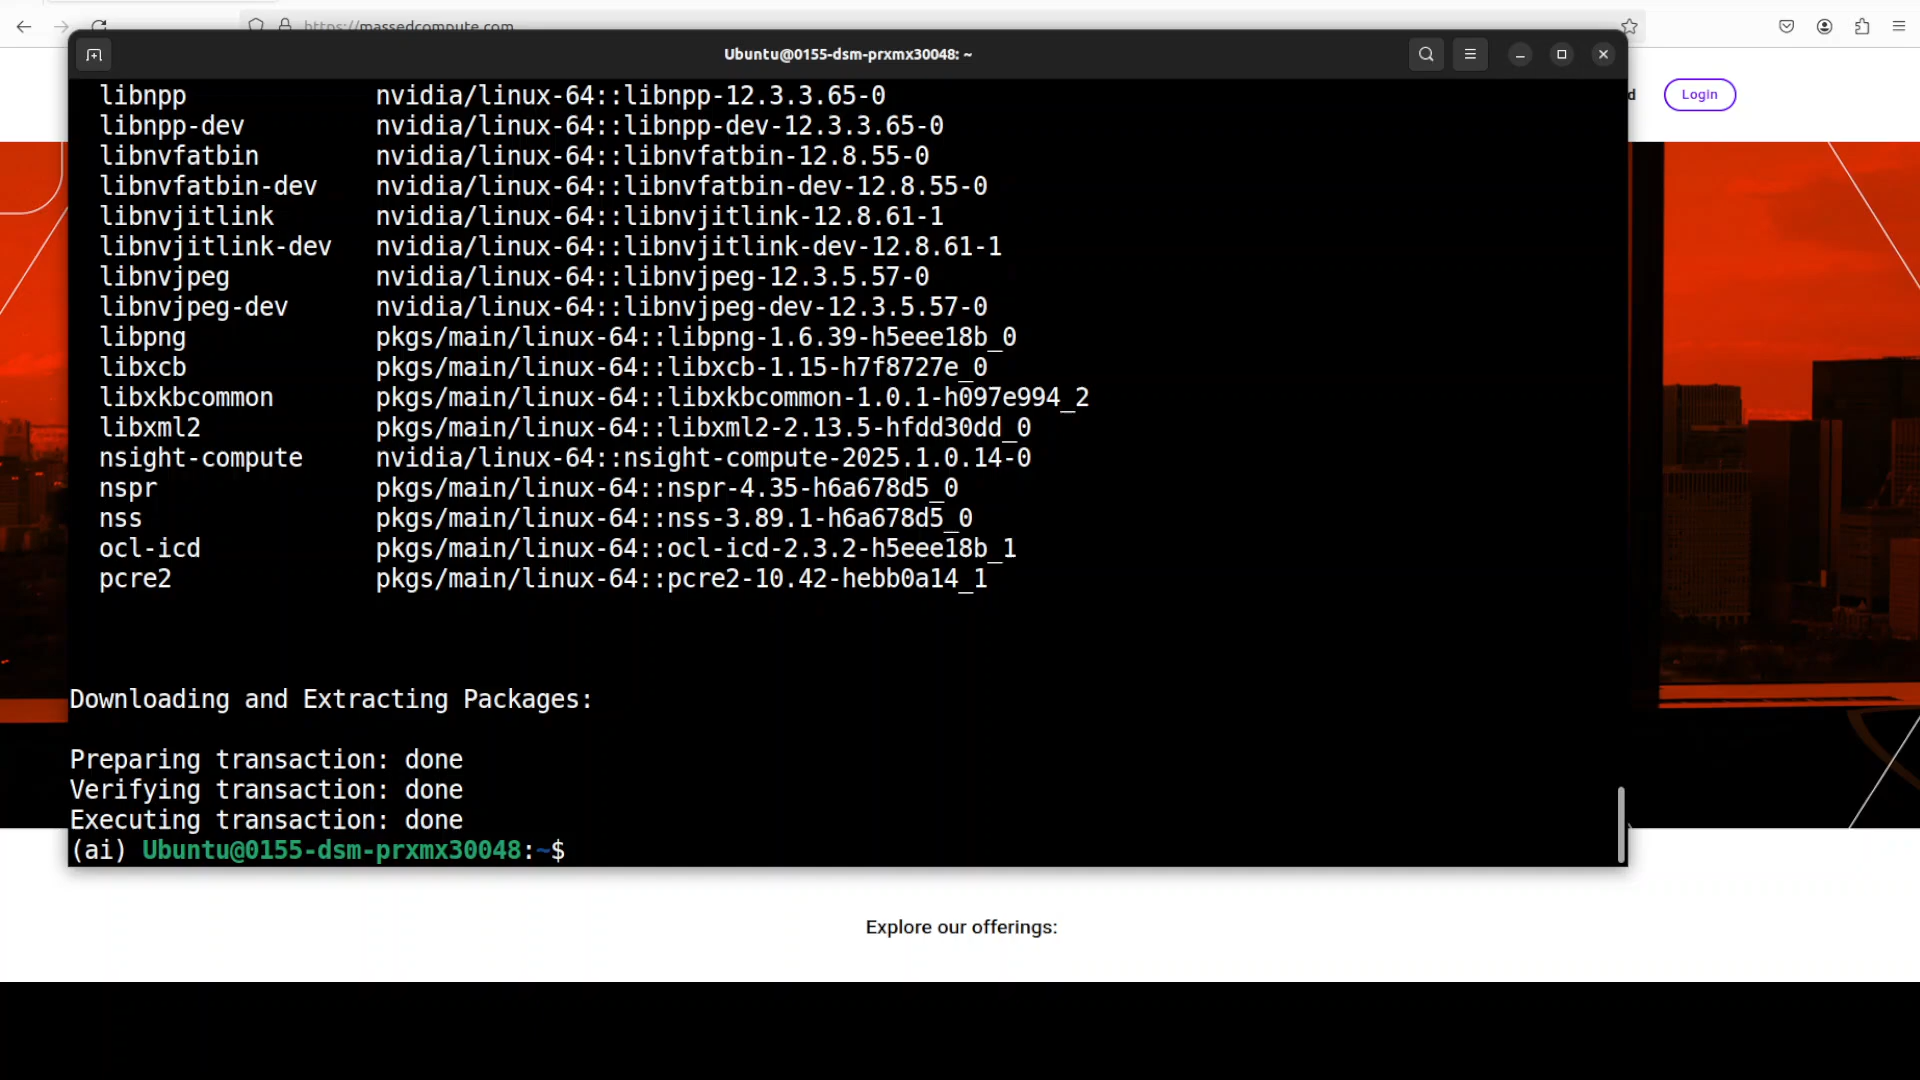 https://massedcompute.com
Ubuntu@0155-dsm-prxmx30048: ~
d
Login
libnpp nvidia/linux-64::libnpp-12.3.3.65-0
libnpp-dev nvidia/linux-64::libnpp-dev-12.3.3.65-0
libnvfatbin nvidia/linux-64::libnvfatbin-12.8.55-0
libnvfatbin-dev nvidia/linux-64::libnvfatbin-dev-12.8.55-0
libnvjitlink nvidia/linux-64::libnvjitlink-12.8.61-1
libnvjitlink-dev nvidia/linux-64::libnvjitlink-dev-12.8.61-1
libnvjpeg nvidia/linux-64::libnvjpeg-12.3.5.57-0
libnvjpeg-dev nvidia/linux-64::libnvjpeg-dev-12.3.5.57-0
libpng pkgs/main/linux-64::libpng-1.6.39-h5eee18b_0
libxcb pkgs/main/linux-64::libxcb-1.15-h7f8727e_0
libxkbcommon pkgs/main/linux-64::libxkbcommon-1.0.1-h097e994_2
libxml2 pkgs/main/linux-64::libxml2-2.13.5-hfdd30dd_0
nsight-compute nvidia/linux-64::nsight-compute-2025.1.0.14-0
nspr pkgs/main/linux-64::nspr-4.35-h6a678d5_0
nss pkgs/main/linux-64::nss-3.89.1-h6a678d5_0
ocl-icd pkgs/main/linux-64::ocl-icd-2.3.2-h5eee18b_1
pcre2 pkgs/main/linux-64::pcre2-10.42-hebb0a14_1
Downloading and Extracting Packages:
Preparing transaction: done
Verifying transaction: done
Executing transaction: done
(ai) Ubuntu@0155-dsm-prxmx30048:~$
Explore our offerings: